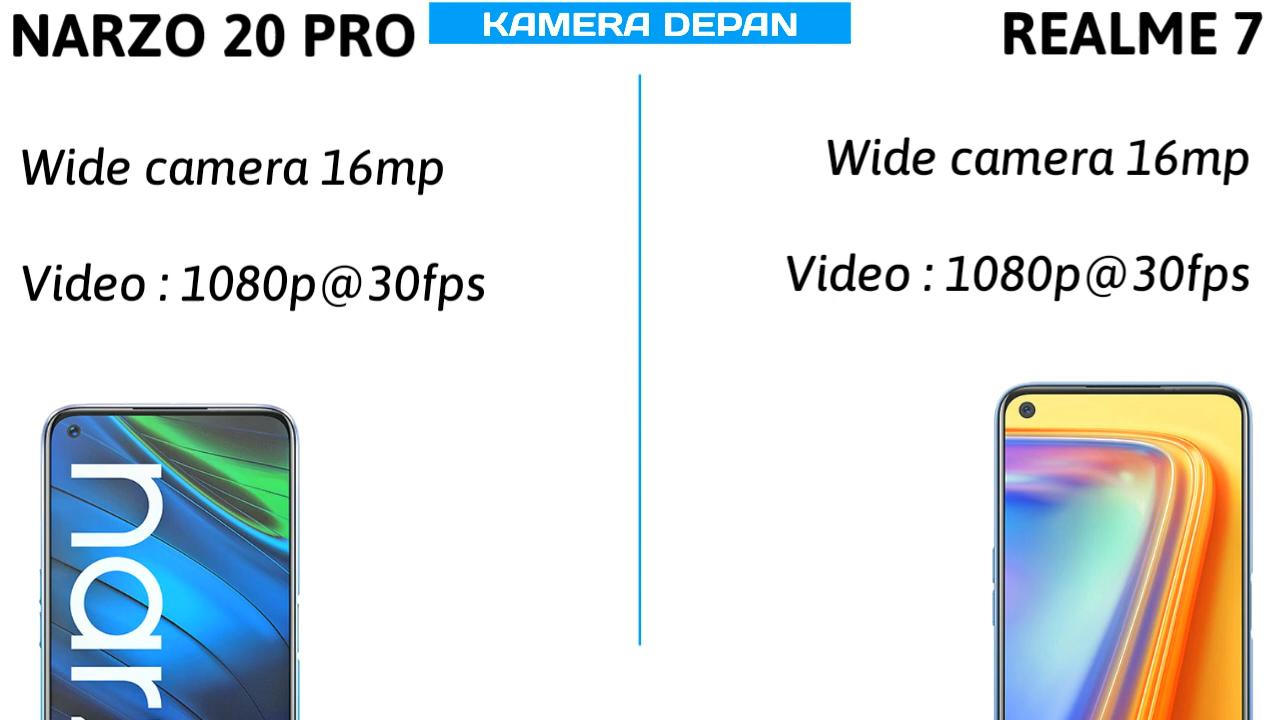 NARZO 20 PRO
KAMERA DEPAN
REALME 7
Wide camera 16mp
Video : 1080p@30fps
Wide camera 16mp
Video : 1080p@30fps
nar